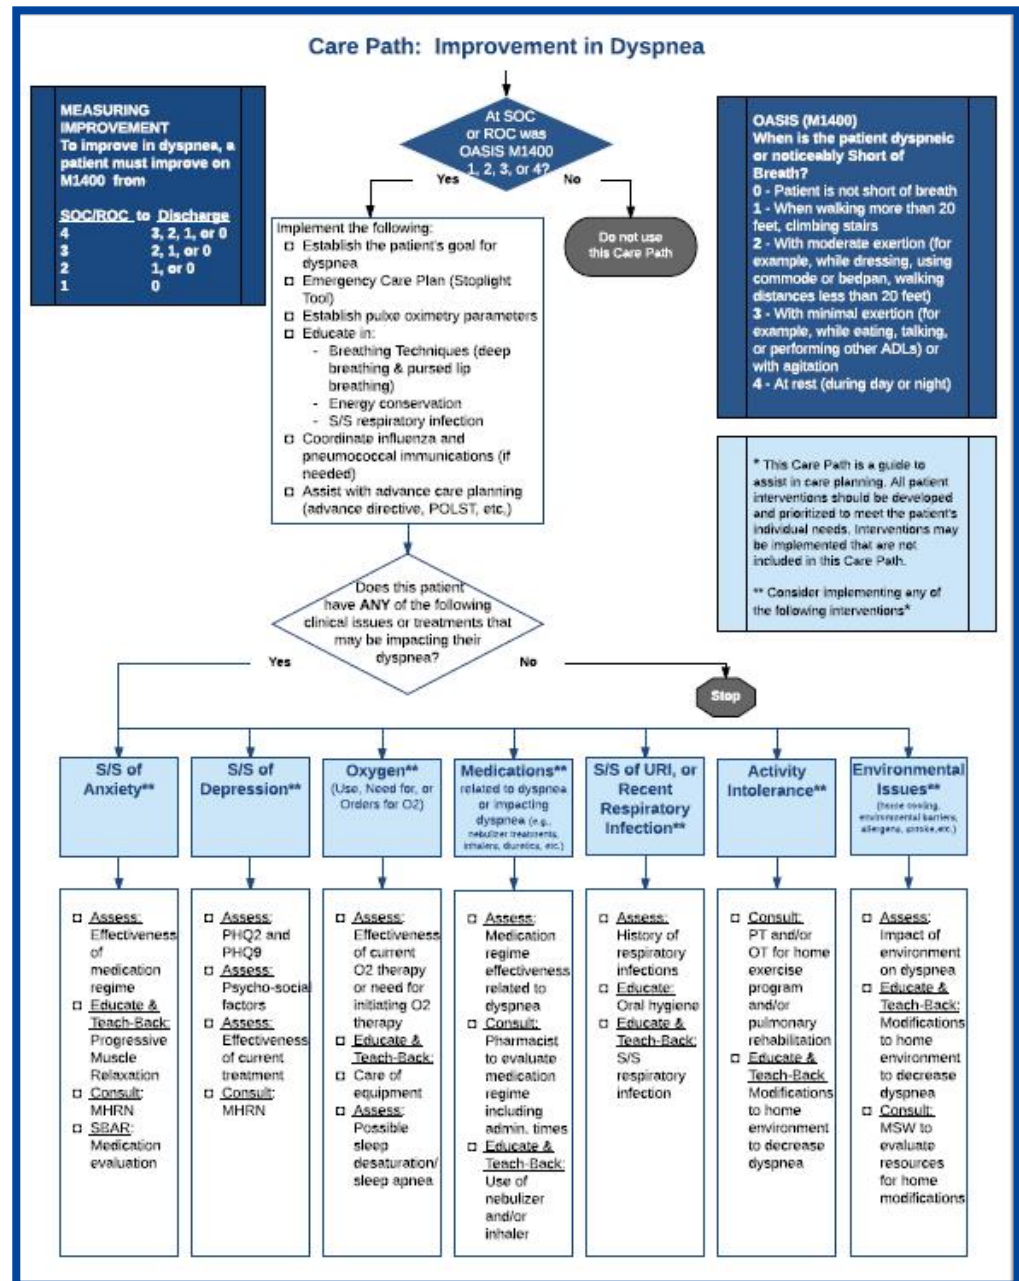 Care Path: Improvement in Dyspnea
MEASURING
IMPROVEMENT
To improve in dyspnea, a
patient must improve on
M1400 from
SOC/ROC to Discharge
4 3, 2, 1, or 0
3 2, 1, or 0
2 1, or 0
1 0
At SOC
or ROC was
OASIS M1400
1, 2, 3, or 4?
Yes
No
Do not use
this Care Path
OASIS (M1400)
When is the patient dyspneic
or noticeably Short of
Breath?
0 - Patient is not short of breath
1 - When walking more than 20
feet, climbing stairs
2 - With moderate exertion (for
example, while dressing, using
commode or bedpan, walking
distances less than 20 feet)
3 - With minimal exertion (for
example, while eating, talking,
or performing other ADLs) or
with agitation
4 - At rest (during day or night)
Implement the following:
Establish the patient's goal for
dyspnea
Emergency Care Plan (Stoplight
Tool)
Establish pulxe oximetry parameters
Educate in:
- Breathing Techniques (deep
breathing & pursed lip
breathing)
- Energy conservation
- S/S respiratory infection
Coordinate influenza and
pneumococcal immunications (if
needed)
Assist with advance care planning
(advance directive, POLST, etc.)
* This Care Path is a guide to
assist in care planning. All patient
interventions should be developed
and prioritized to meet the patient's
individual needs. Interventions may
be implemented that are not
included in this Care Path.
** Consider implementing any of
the following interventions*
Does this patient
have ANY of the following
clinical issues or treatments that
may be impacting their
dyspnea?
Yes
No
Stop
S/S of
Anxiety**
S/S of
Depression**
Oxygen**
(Use, Need for, or
Orders for O2)
Medications**
related to dyspnea
or impacting
dyspnea (e.g.,
nebulizer treatments,
inhalers, diuretics, etc.)
S/S of URI, or
Recent
Respiratory
Infection**
Activity
Intolerance**
Environmental
Issues**
(home cooling,
environmental barriers,
allergens, smoke,etc.)
Assess:
Effectiveness
of
medication
regime
Educate &
Teach-Back:
Progressive
Muscle
Relaxation
Consult:
MHRN
SBAR:
Medication
evaluation
Assess:
PHQ2 and
PHQ9
Assess:
Psycho-social
factors
Assess:
Effectiveness
of current
treatment
Consult:
MHRN
Assess:
Effectiveness
of current
O2 therapy
or need for
initiating O2
therapy
Educate &
Teach-Back:
Care of
equipment
Assess:
Possible
sleep
desaturation/
sleep apnea
Assess:
Medication
regime
effectiveness
related to
dyspnea
Consult:
Pharmacist
to evaluate
medication
regime
including
admin. times
Educate &
Teach-Back:
Use of
nebulizer
and/or
inhaler
Assess:
History of
respiratory
infections
Educate:
Oral hygiene
Educate &
Teach-Back:
S/S
respiratory
infection
Consult:
PT and/or
OT for home
exercise
program
and/or
pulmonary
rehabilitation
Educate &
Teach-Back
Modifications
to home
environment
to decrease
dyspnea
Assess:
Impact of
environment
on dyspnea
Educate &
Teach-Back:
Modifications
to home
environment
to decrease
dyspnea
Consult:
MSW to
evaluate
resources
for home
modifications